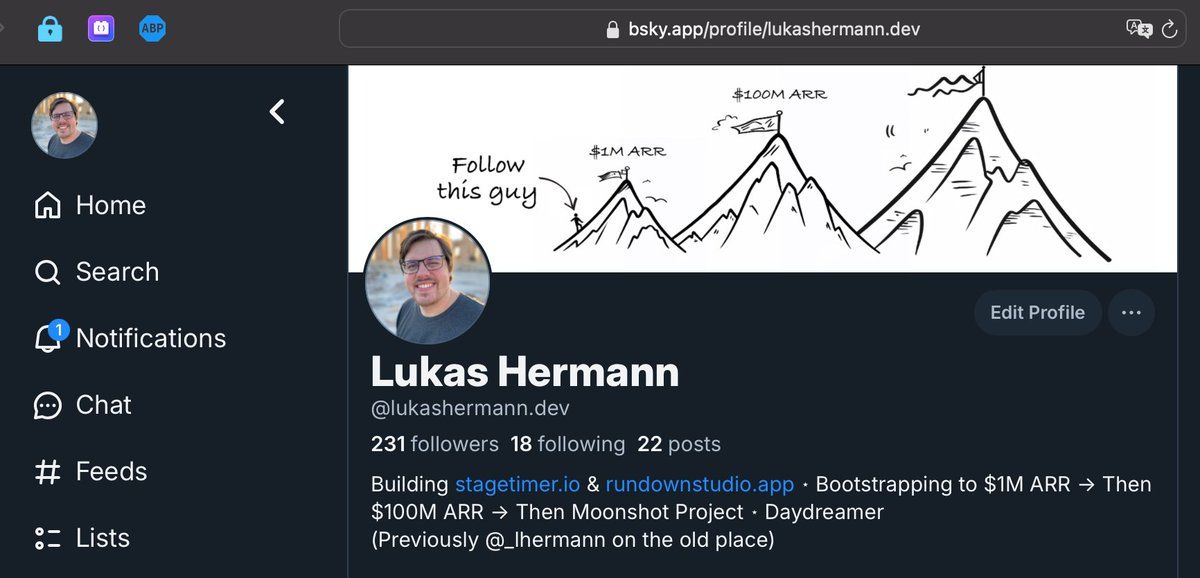 ABP
bsky.app/profile/lukashermann.dev
$100M ARR
$1M ARR
Follow
this guy
Home
Search
1
Notifications
Chat
Feeds
Lists
Edit Profile
Lukas Hermann
@lukashermann.dev
231 followers 18 following 22 posts
Building stagetimer.io & rundownstudio.app · Bootstrapping to $1M ARR → Then
$100M ARR → Then Moonshot Project · Daydreamer
(Previously @_lhermann on the old place)